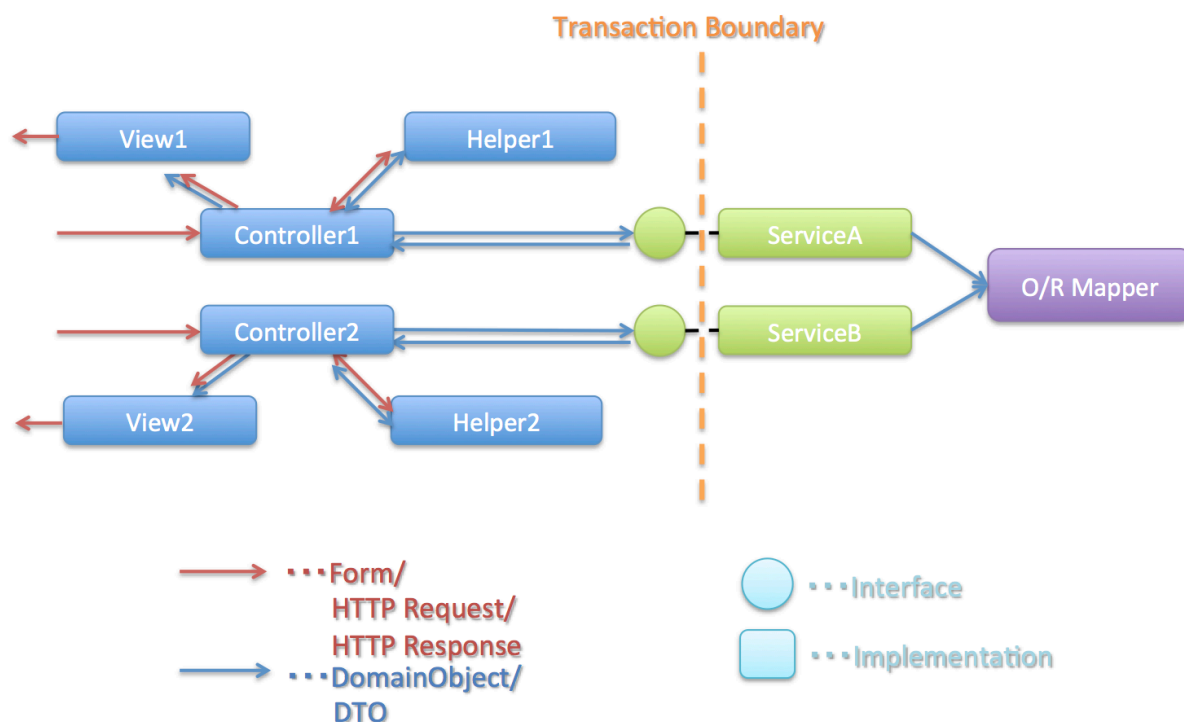 Transaction Boundary
View1
Helper1
Controller1
ServiceA
O/R Mapper
Controller2
ServiceB
View2
Helper2
・・・Form/
HTTP Request/
HTTP Response
・・・DomainObject/
DTO
・・・Interface
・・・Implementation